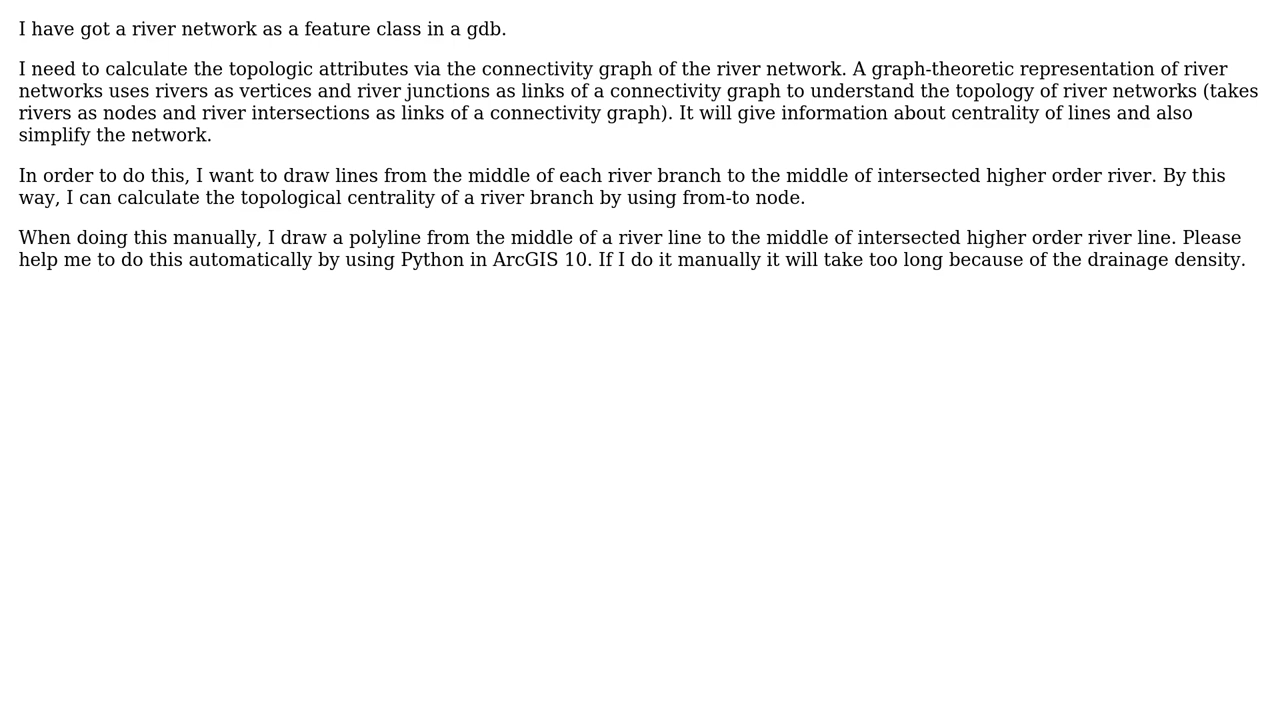 I have got a river network as a feature class in a gdb.
I need to calculate the topologic attributes via the connectivity graph of the river network. A graph-theoretic representation of river
networks uses rivers as vertices and river junctions as links of a connectivity graph to understand the topology of river networks (takes
rivers as nodes and river intersections as links of a connectivity graph). It will give information about centrality of lines and also
simplify the network.
In order to do this, I want to draw lines from the middle of each river branch to the middle of intersected higher order river. By this
way, I can calculate the topological centrality of a river branch by using from-to node.
When doing this manually, I draw a polyline from the middle of a river line to the middle of intersected higher order river line. Please
help me to do this automatically by using Python in ArcGIS 10. If I do it manually it will take too long because of the drainage density.